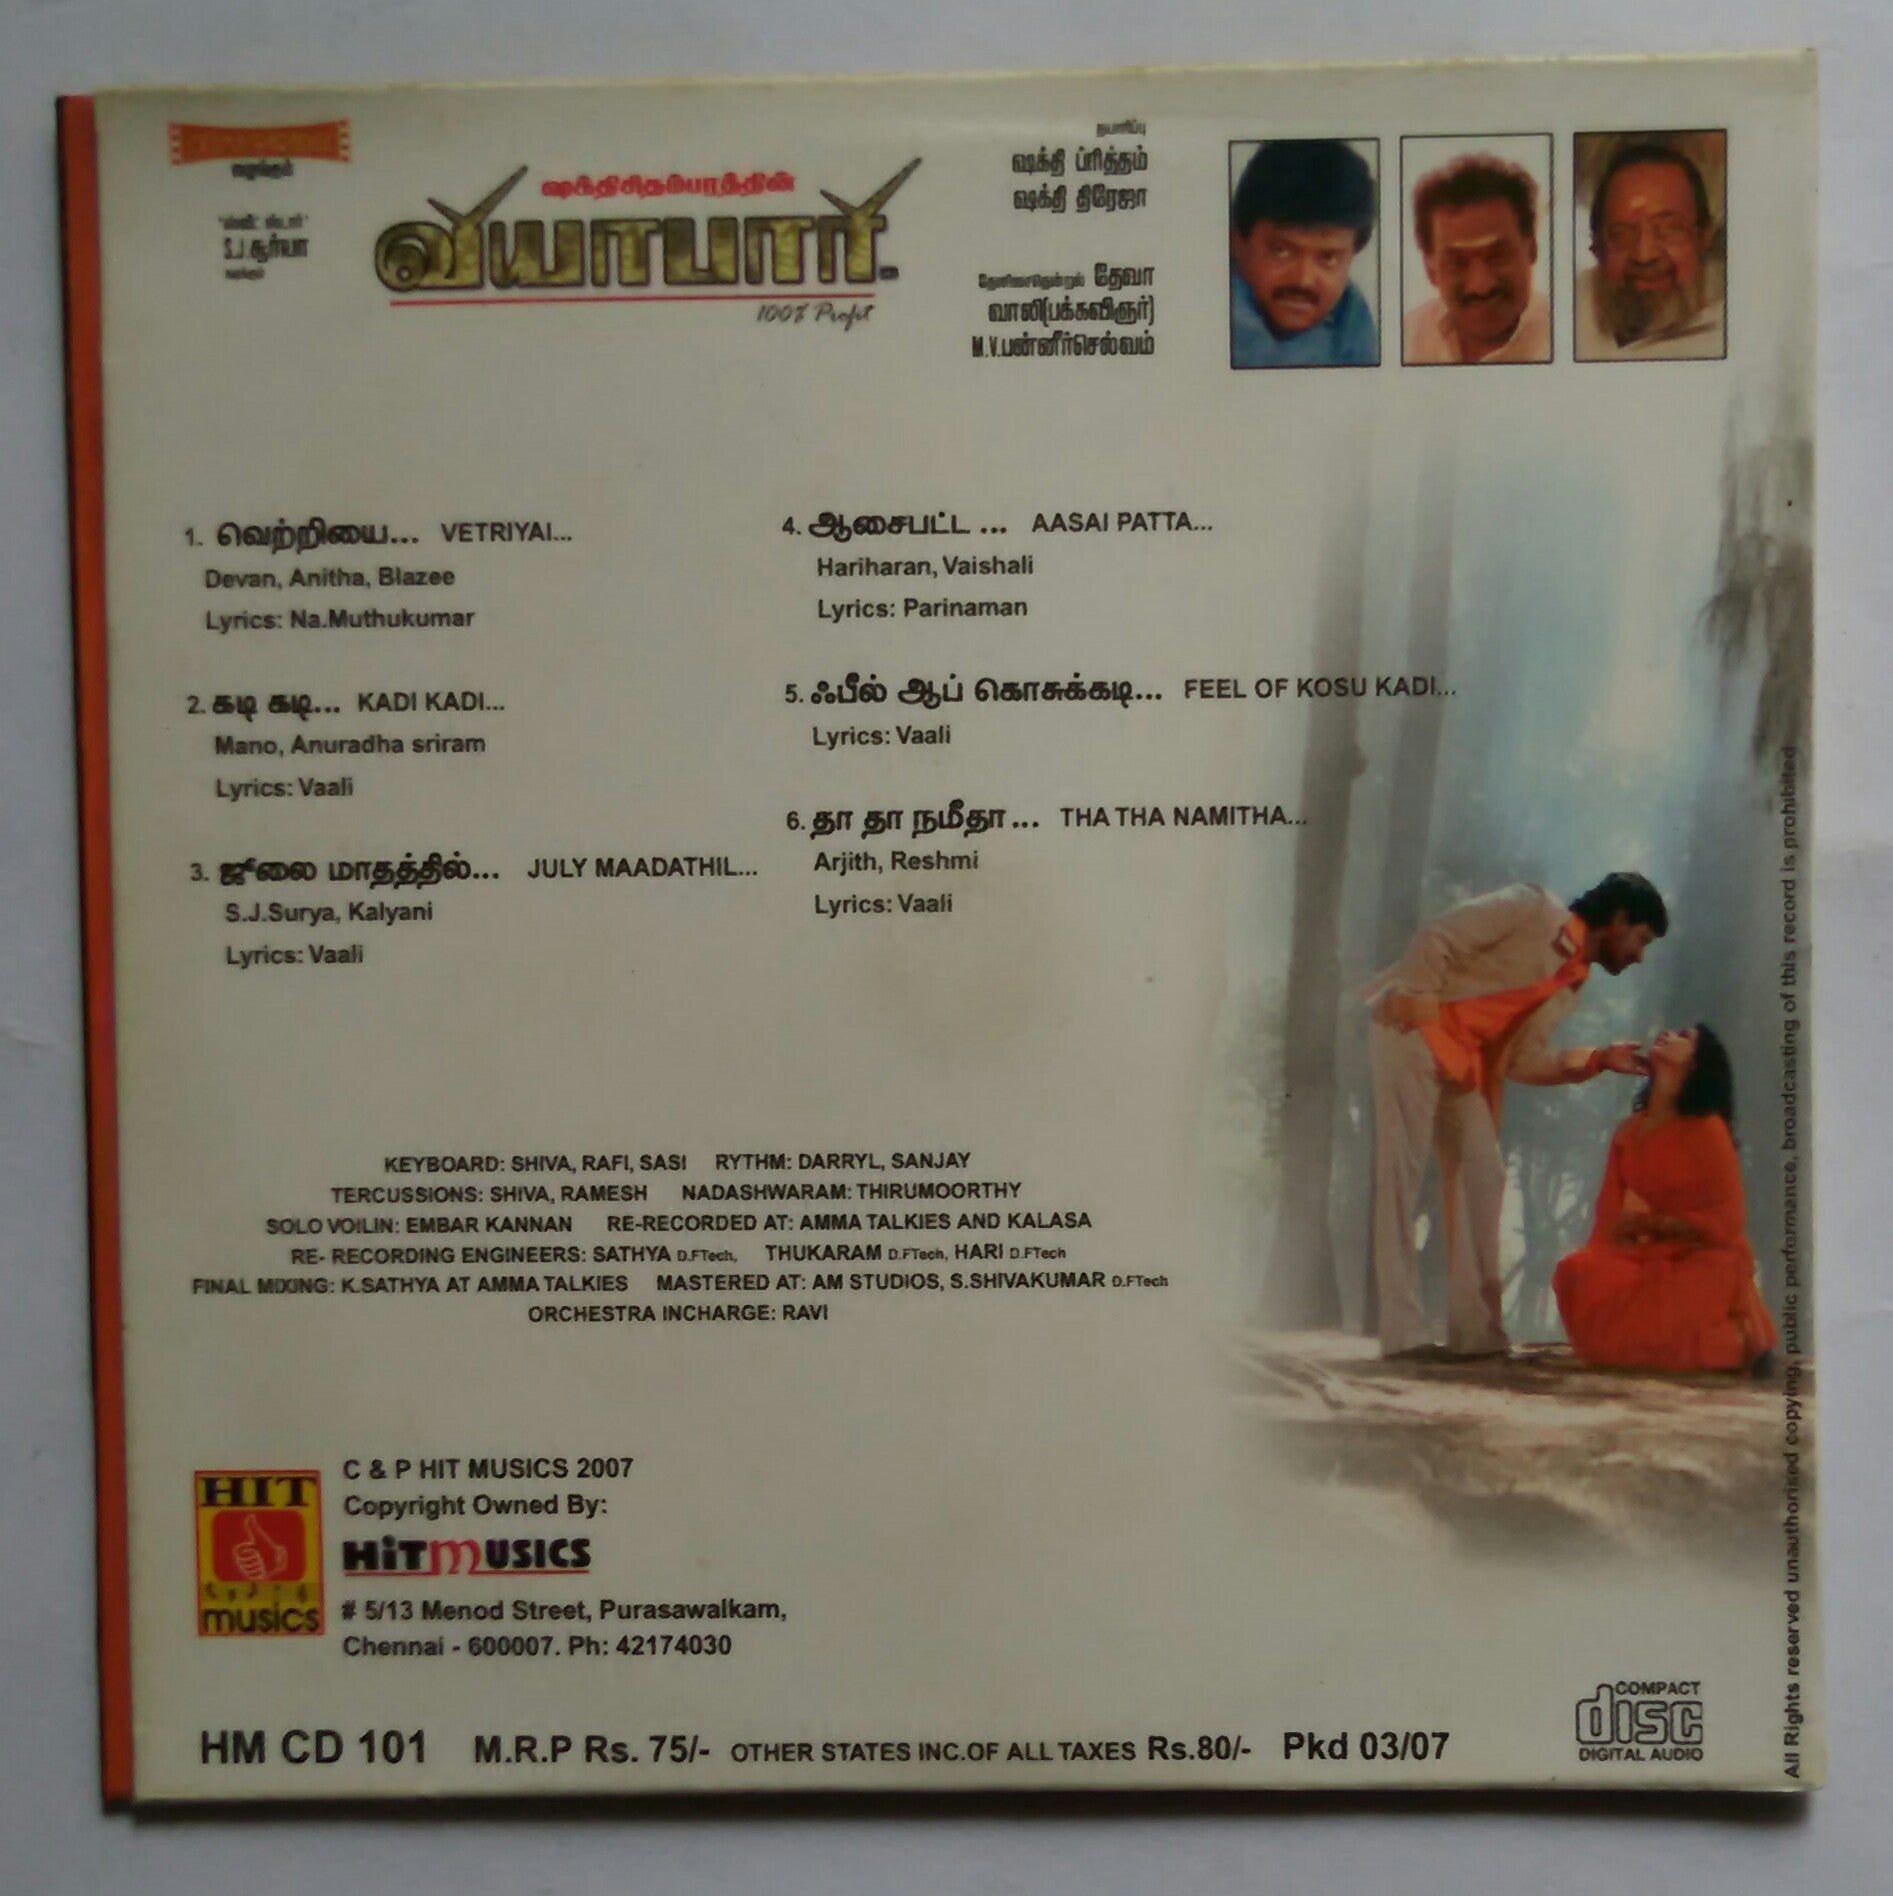 வழங்கும்
S.J.சூர்யா
ஷக்திசிதம்பரத்தின்
வியாபாரி
100% Profit
தயாரிப்பு
ஷக்தி ப்ரித்தம்
ஷக்தி திரேஜா
தேனிசைதென்றல் தேவா
வாலி(பக்கவிஞர்)
M.V.பன்னீர்செல்வம்
1. வெற்றியை... VETRIYAI...
Devan, Anitha, Blazee
Lyrics: Na.Muthukumar
2. கடி கடி... KADI KADI...
Mano, Anuradha sriram
Lyrics: Vaali
3. ஜூலை மாதத்தில்... JULY MAADATHIL...
S.J.Surya, Kalyani
Lyrics: Vaali
4. ஆசைபட்ட ... AASAI PATTA...
Hariharan, Vaishali
Lyrics: Parinaman
5. ஃபீல் ஆப் கொசுக்கடி... FEEL OF KOSU KADI...
Lyrics: Vaali
6. தா தா நமீதா... THA THA NAMITHA...
Arjith, Reshmi
Lyrics: Vaali
KEYBOARD: SHIVA, RAFI, SASI RYTHM: DARRYL, SANJAY
TERCUSSIONS: SHIVA, RAMESH NADASHWARAM: THIRUMOORTHY
SOLO VOILIN: EMBAR KANNAN RE-RECORDED AT: AMMA TALKIES AND KALASA
RE- RECORDING ENGINEERS: SATHYA D.FTech, THUKARAM D.FTech, HARI D.FTech
FINAL MIXING: K.SATHYA AT AMMA TALKIES MASTERED AT: AM STUDIOS, S.SHIVAKUMAR D.FTech
ORCHESTRA INCHARGE: RAVI
HIT
musics
C & P HIT MUSICS 2007
Copyright Owned By:
HiTMUSICS
# 5/13 Menod Street, Purasawalkam,
Chennai - 600007. Ph: 42174030
HM CD 101 M.R.P Rs. 75/- OTHER STATES INC.OF ALL TAXES Rs.80/- Pkd 03/07
COMPACT
disc
DIGITAL AUDIO
All Rights reserved unauthorised copying, public performance, broadcasting of this record is prohibited